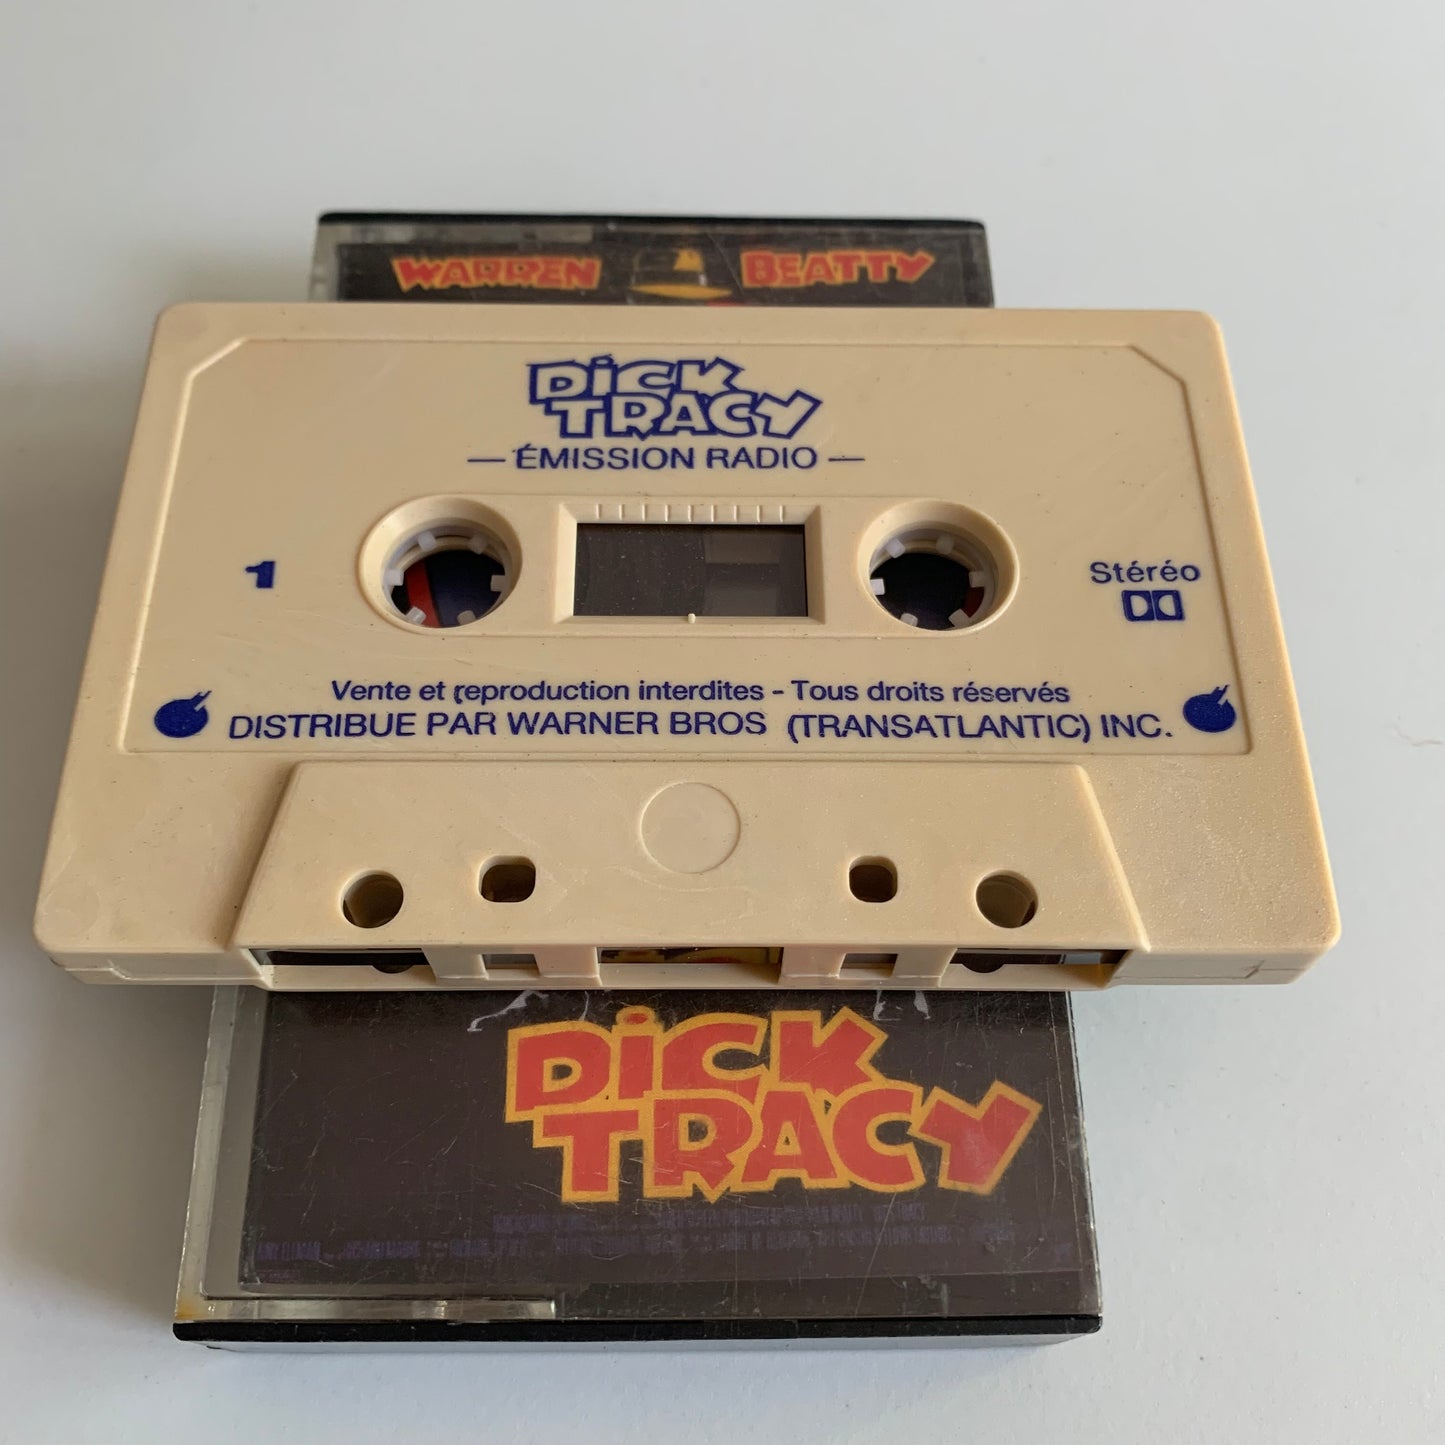 WARREN BEATTY
DiCK
TRACY
— ÉMISSION RADIO —
1
Stéréo
Vente et reproduction interdites - Tous droits réservés
DISTRIBUE PAR WARNER BROS (TRANSATLANTIC) INC.
DiCK
TRACY